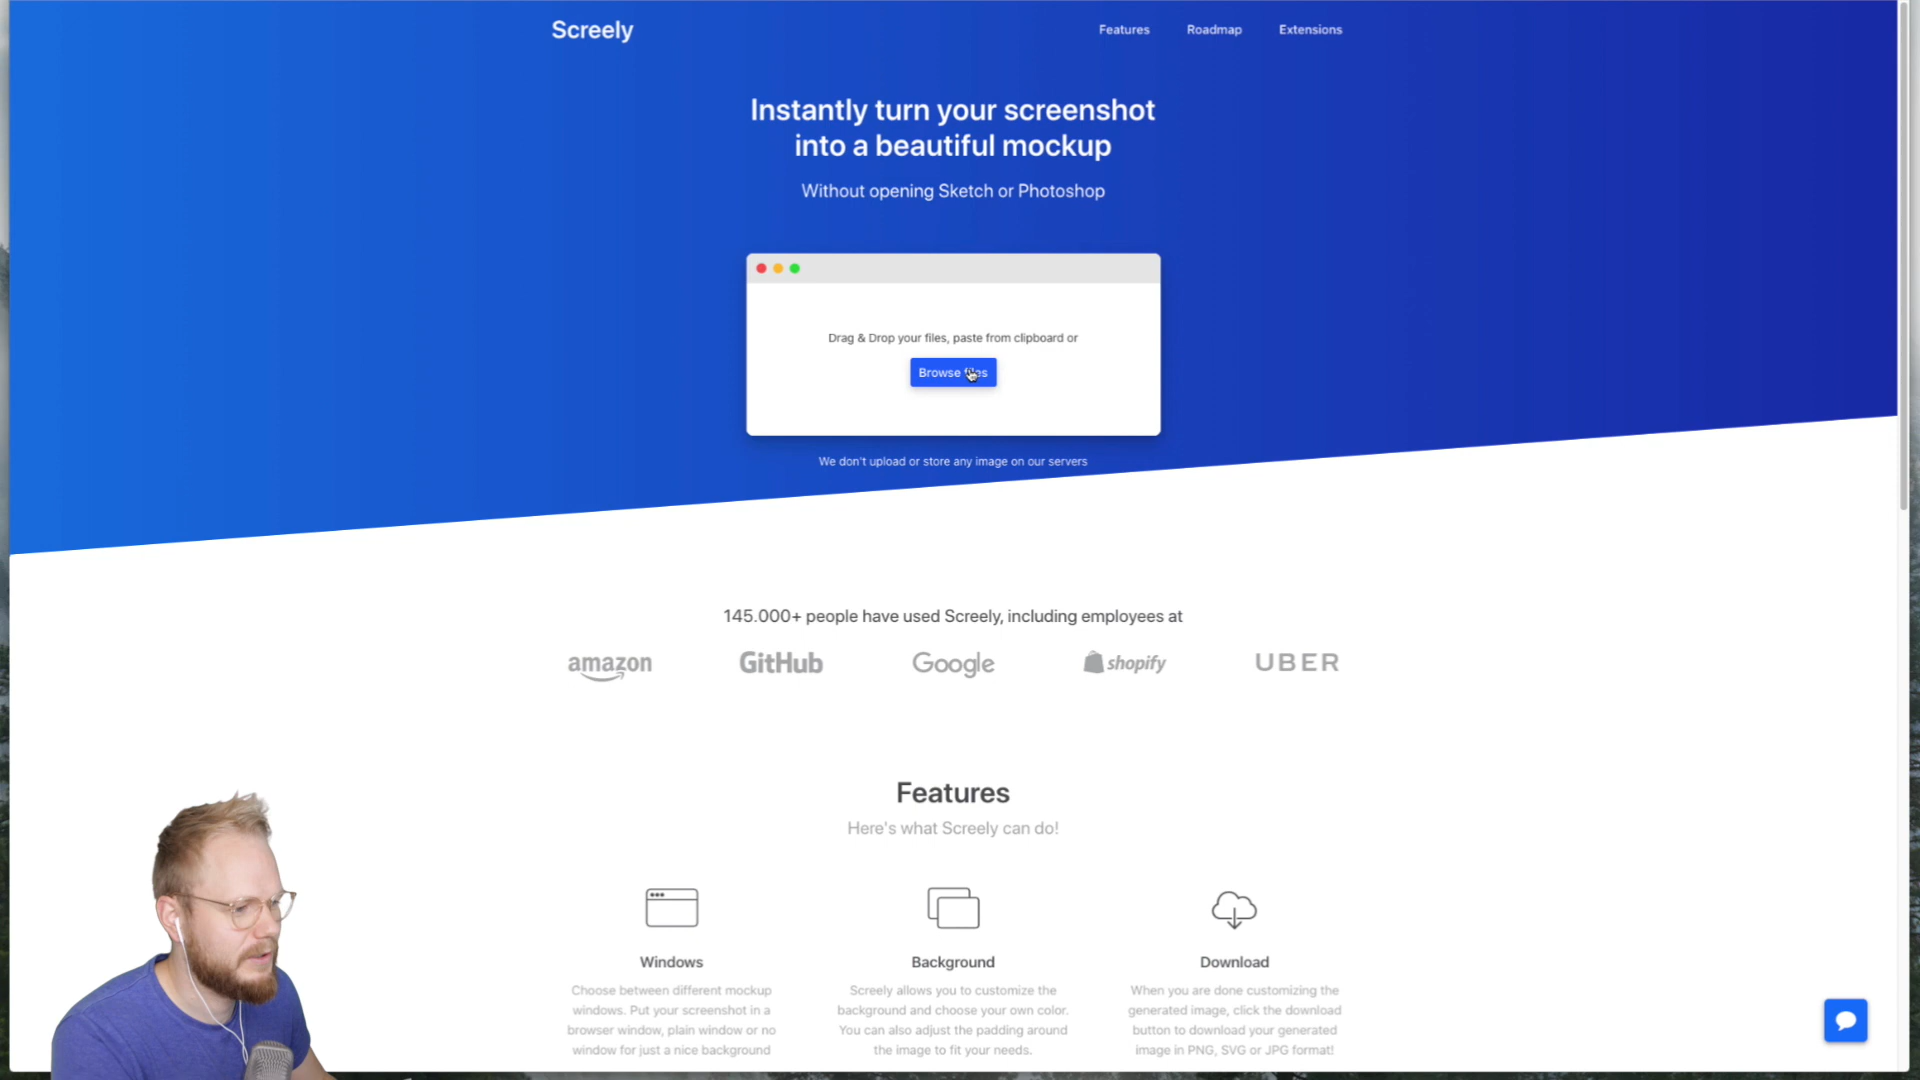 Screely
Features
Roadmap
Extensions
Instantly turn your screenshot
into a beautiful mockup
Without opening Sketch or Photoshop
Drag & Drop your files, paste from clipboard or
Browse files
We don't upload or store any image on our servers
145.000+ people have used Screely, including employees at
amazon
GitHub
Google
shopify
UBER
Features
Here's what Screely can do!
Windows
Choose between different mockup
windows. Put your screenshot in a
browser window, plain window or no
window for just a nice background
Background
Screely allows you to customize the
background and choose your own color.
You can also adjust the padding around
the image to fit your needs.
Download
When you are done customizing the
generated image, click the download
button to download your generated
image in PNG, SVG or JPG format!